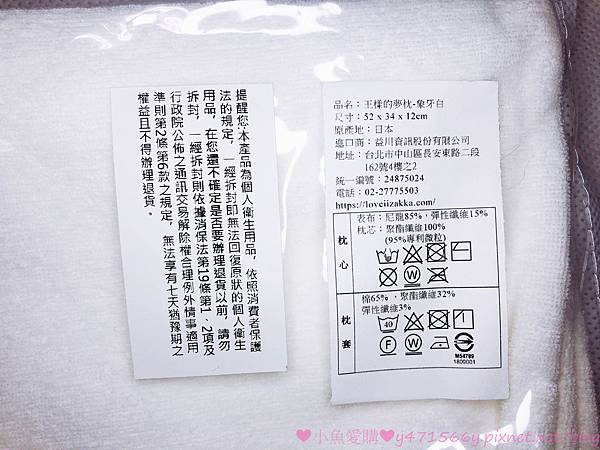 提醒您:本產品為個人衛生用品，依照消費者保護
法的規定，一經拆封即無法回復原狀的個人衛生
用品，在您還不確定是否要辦理退貨以前，請勿
拆封，一經拆封則依據消保法第19條第1、2項及
行政院公佈之通訊交易解除權合理例外情事適用
準則第2條第6款之規定，無法享有七天猶豫期之
權益且不得辦理退貨。
品名：王樣的夢枕-象牙白
尺寸：52 x 34 x 12cm
原產地：日本
進口商：益川資訊股份有限公司
地址：台北市中山區長安東路二段
162號4樓之2
統一編號：24875024
電話：02-27775503
https://loveiizakka.com/
枕心
表布：尼龍85%，彈性纖維15%
枕芯：聚酯纖維100%
(95%專利微粒)
W
枕套
棉65%，聚酯纖維32%
彈性纖維3%
40
F
W
M54789
1800001
♥小魚愛購♥y471566y.pixnet.net/blog